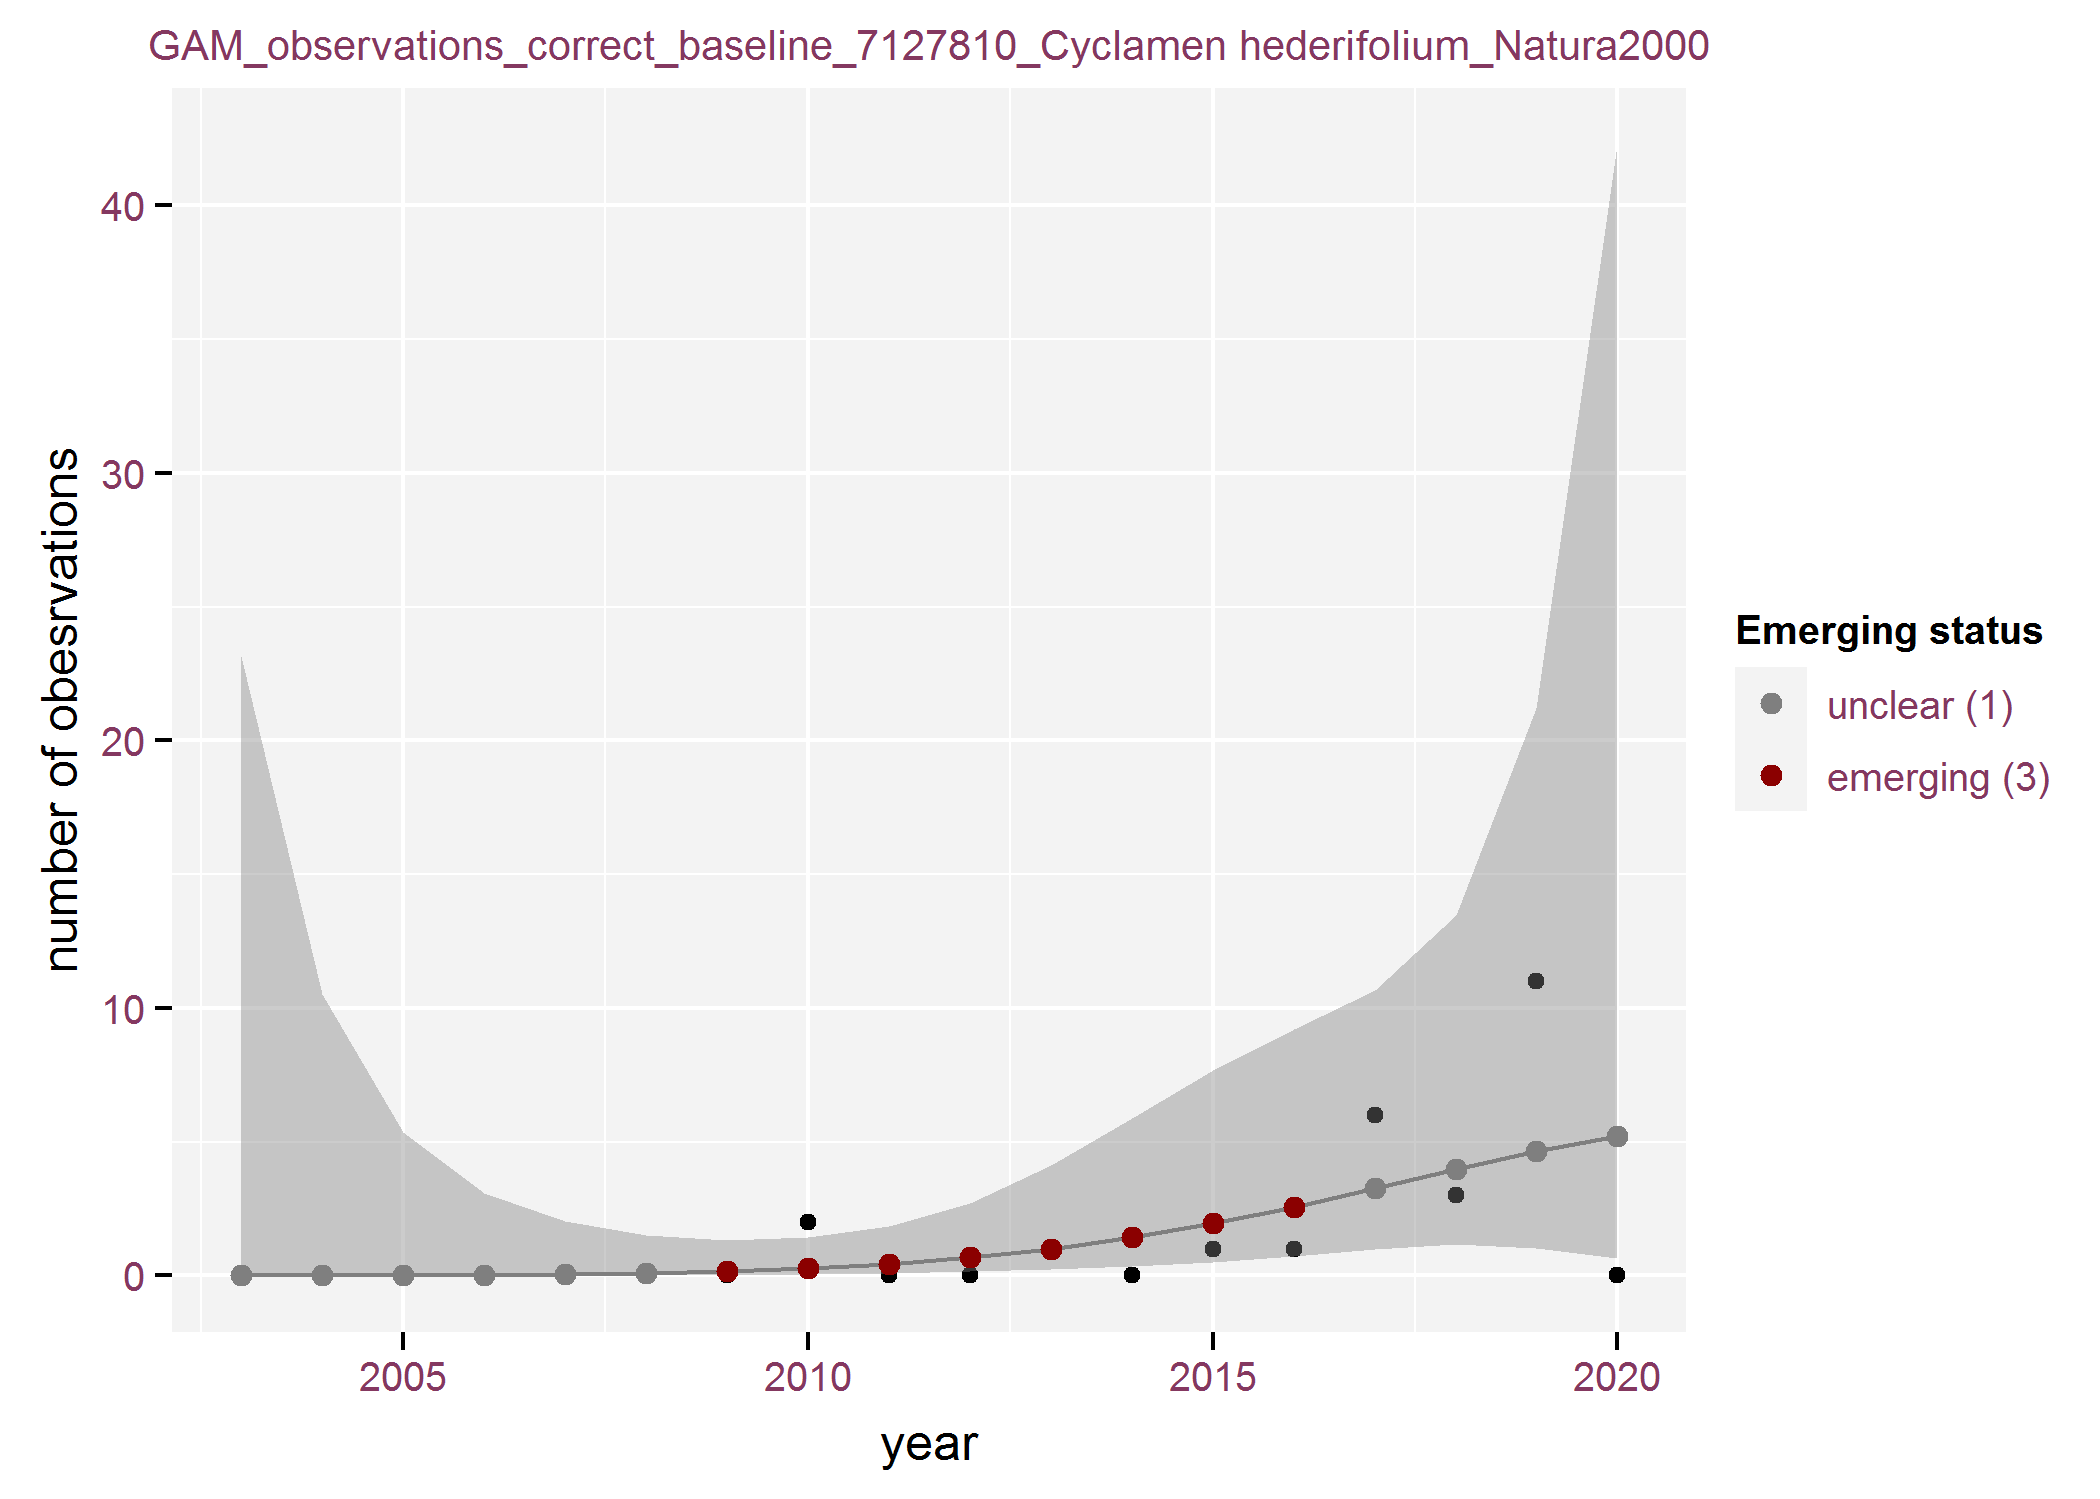 GAM_observations_correct_baseline_7127810_Cyclamen hederifolium_Natura2000
number of obesrvations
40
30
20
10
0
2005 2010 2015 2020
year
Emerging status
unclear (1)
emerging (3)